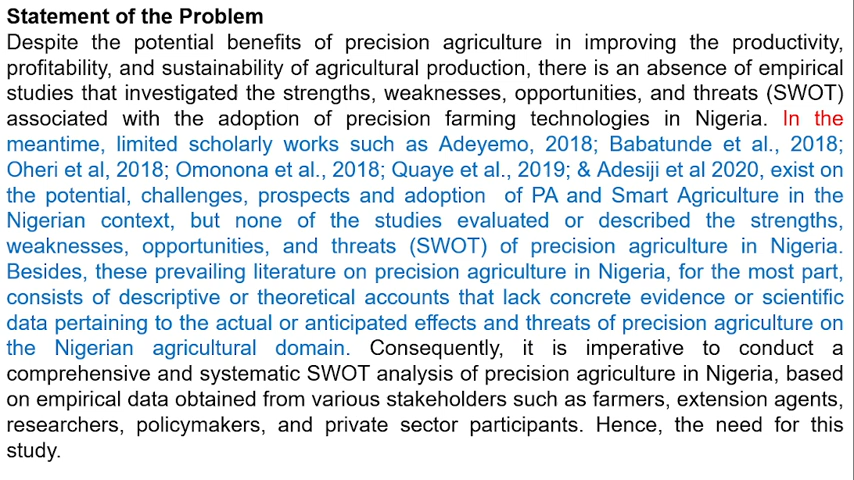 Statement of the Problem
Despite the potential benefits of precision agriculture in improving the productivity,
profitability, and sustainability of agricultural production, there is an absence of empirical
studies that investigated the strengths, weaknesses, opportunities, and threats (SWOT)
associated with the adoption of precision farming technologies in Nigeria. In the
meantime, limited scholarly works such as Adeyemo, 2018; Babatunde et al., 2018;
Oheri et al, 2018; Omonona et al., 2018; Quaye et al., 2019; & Adesiji et al 2020, exist on
the potential, challenges, prospects and adoption of PA and Smart Agriculture in the
Nigerian context, but none of the studies evaluated or described the strengths,
weaknesses, opportunities, and threats (SWOT) of precision agriculture in Nigeria.
Besides, these prevailing literature on precision agriculture in Nigeria, for the most part,
consists of descriptive or theoretical accounts that lack concrete evidence or scientific
data pertaining to the actual or anticipated effects and threats of precision agriculture on
the Nigerian agricultural domain. Consequently, it is imperative to conduct a
comprehensive and systematic SWOT analysis of precision agriculture in Nigeria, based
on empirical data obtained from various stakeholders such as farmers, extension agents,
researchers, policymakers, and private sector participants. Hence, the need for this
study.